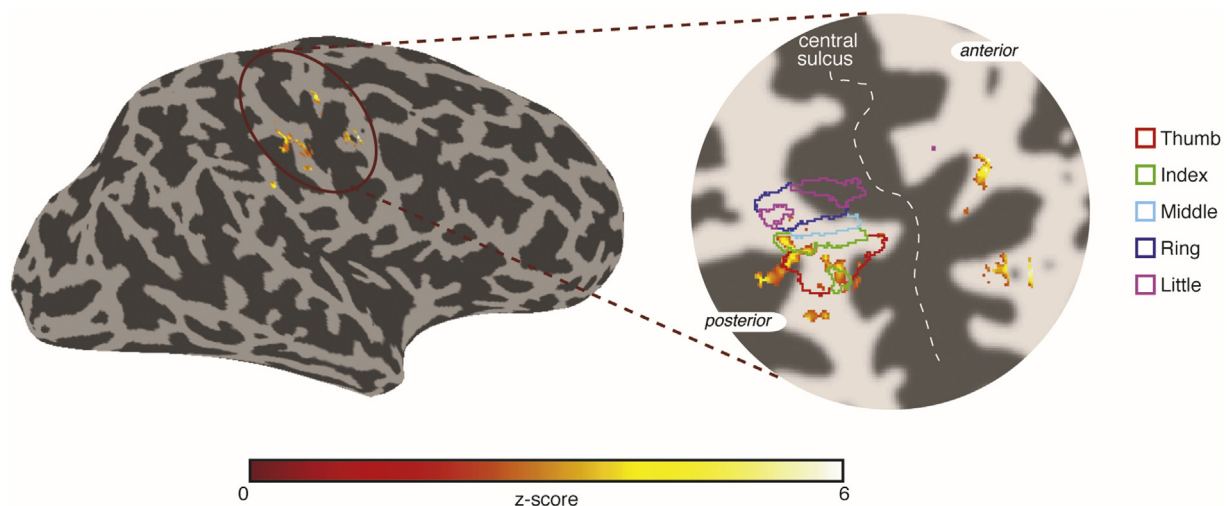 central
sulcus
anterior
posterior
Thumb
Index
Middle
Ring
Little
0
6
z-score